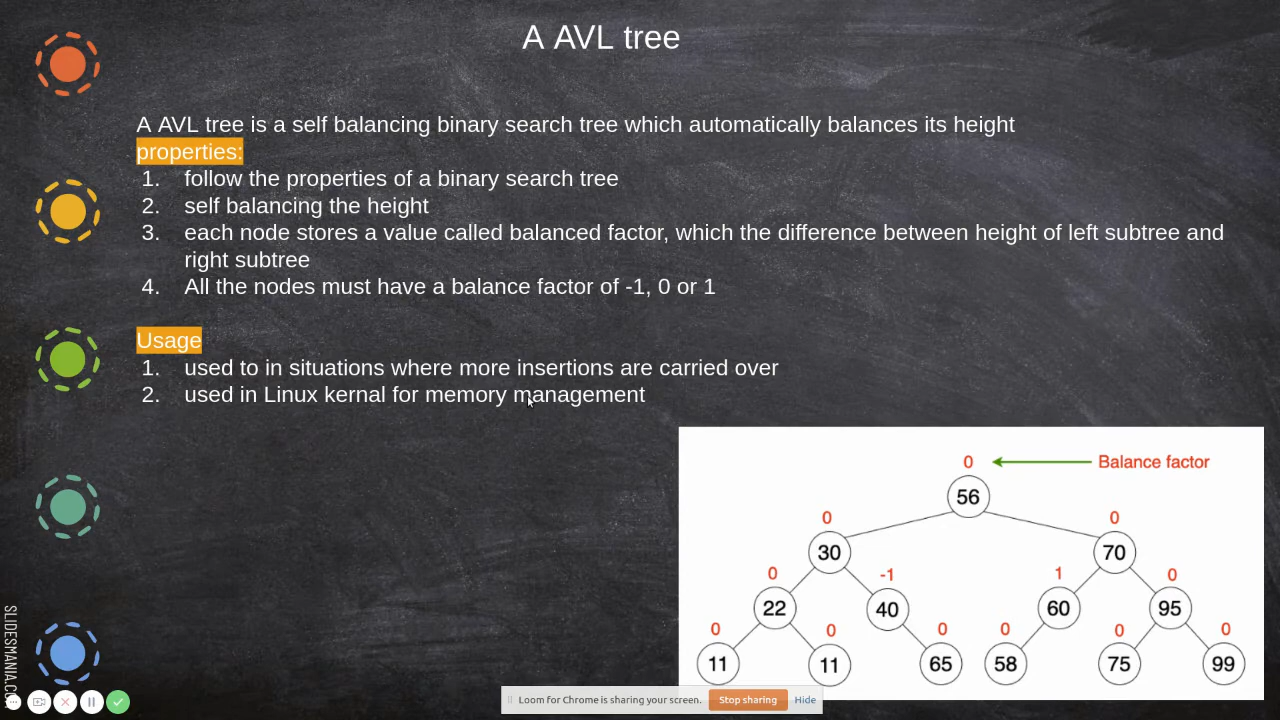 A AVL tree
A AVL tree is a self balancing binary search tree which automatically balances its height
properties:
1. follow the properties of a binary search tree
2. self balancing the height
3. each node stores a value called balanced factor, which the difference between height of left subtree and
right subtree
4. All the nodes must have a balance factor of -1, 0 or 1
Usage
1. used to in situations where more insertions are carried over
2. used in Linux kernal for memory management
0 Balance factor
56
0 0
30 70
0 -1 1 0
22 40 60 95
0 0 0 0 0 0
11 11 65 58 75 99
SLIDESMANIA.CO
Loom for Chrome is sharing your screen. Stop sharing Hide